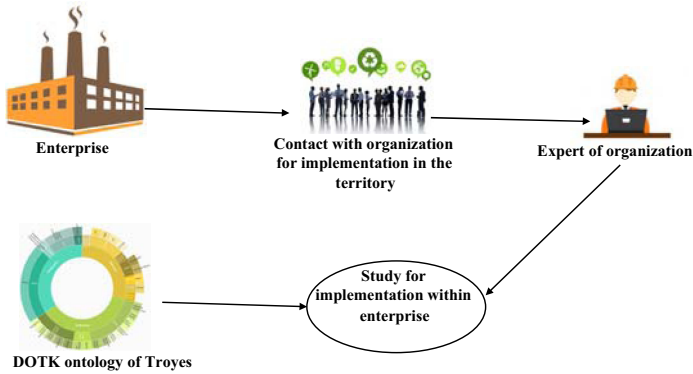 Enterprise
Contact with organization
for implementation in the
territory
Expert of organization
Study for
implementation within
enterprise
DOTK ontology of Troyes